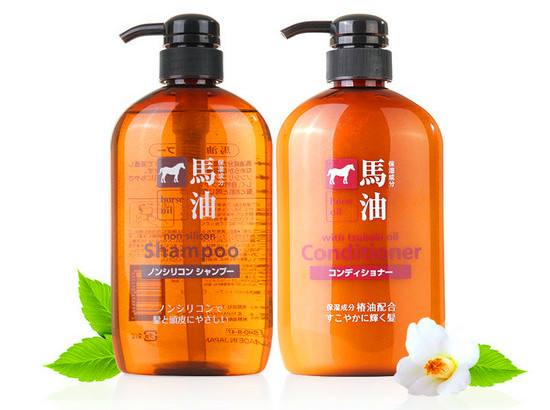 保湿成分
馬油
horse
oil
non silicon
Shampoo
ノンシリコン シャンプー
ノンシリコンで
髪と頭皮にやさしい
MADE IN JAPAN
保湿成分
馬油
horse
oil
with tsubaki oil
Conditioner
コンディショナー
保湿成分 椿油配合
すこやかに輝く髪